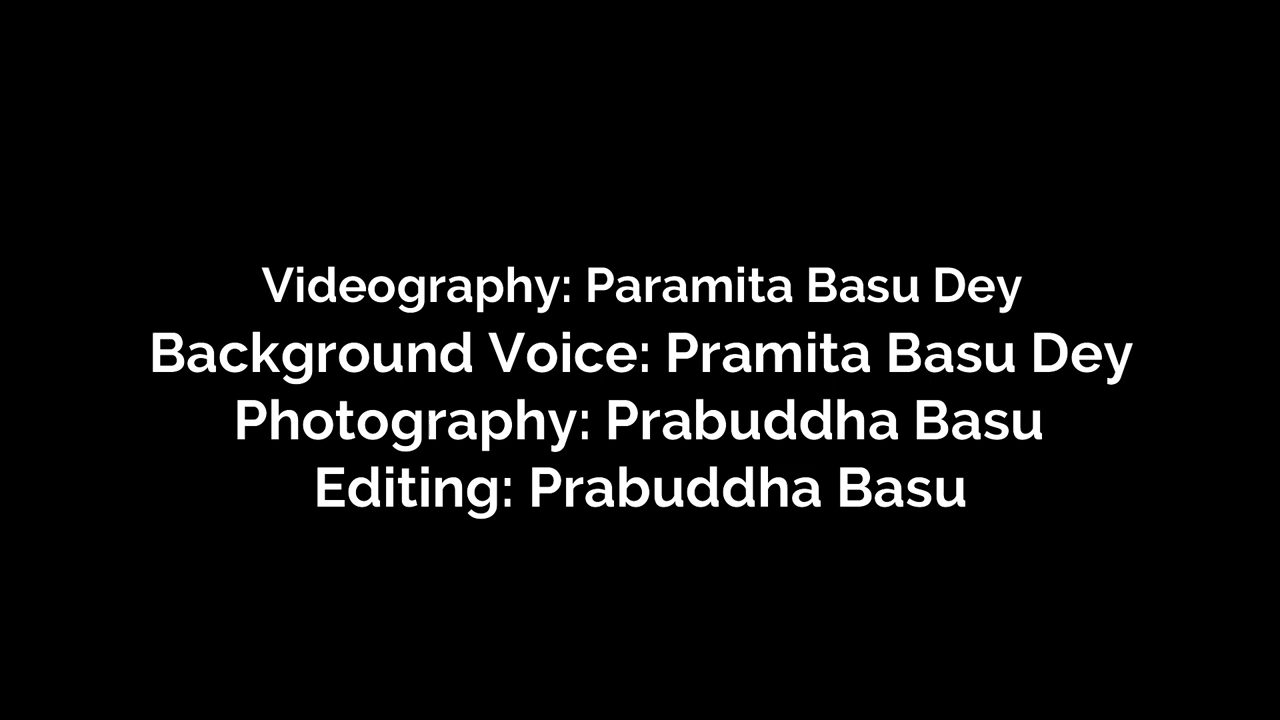 Videography: Paramita Basu Dey
Background Voice: Pramita Basu Dey
Photography: Prabuddha Basu
Editing: Prabuddha Basu